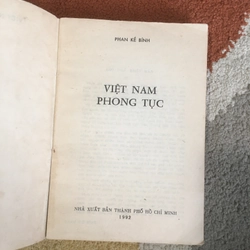 PHAN KẾ BÍNH
VIỆT NAM
PHONG TỤC
NHÀ XUẤT BẢN THÀNH PHỐ HỒ CHÍ MINH
1992